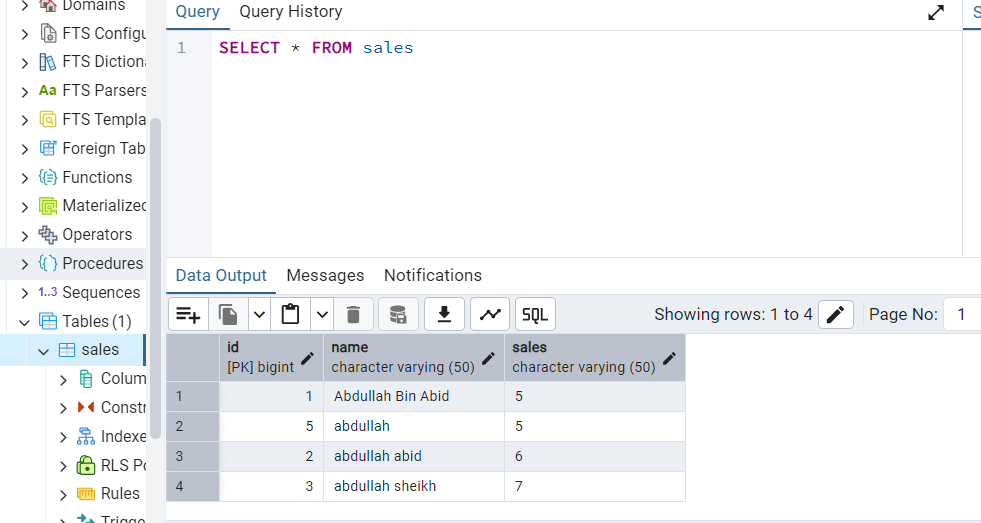 Domains
FTS Configu
FTS Diction
Aa FTS Parsers
FTS Templa
Foreign Tab
Functions
Materialized
Operators
Procedures
1..3 Sequences
Tables (1)
sales
Colum
Constr
Indexe
RLS Po
Rules
Trigge
Query Query History
1 SELECT * FROM sales
Data Output Messages Notifications
SQL Showing rows: 1 to 4 Page No: 1
id name sales
[PK] bigint character varying (50) character varying (50)
1 1 Abdullah Bin Abid 5
2 5 abdullah 5
3 2 abdullah abid 6
4 3 abdullah sheikh 7